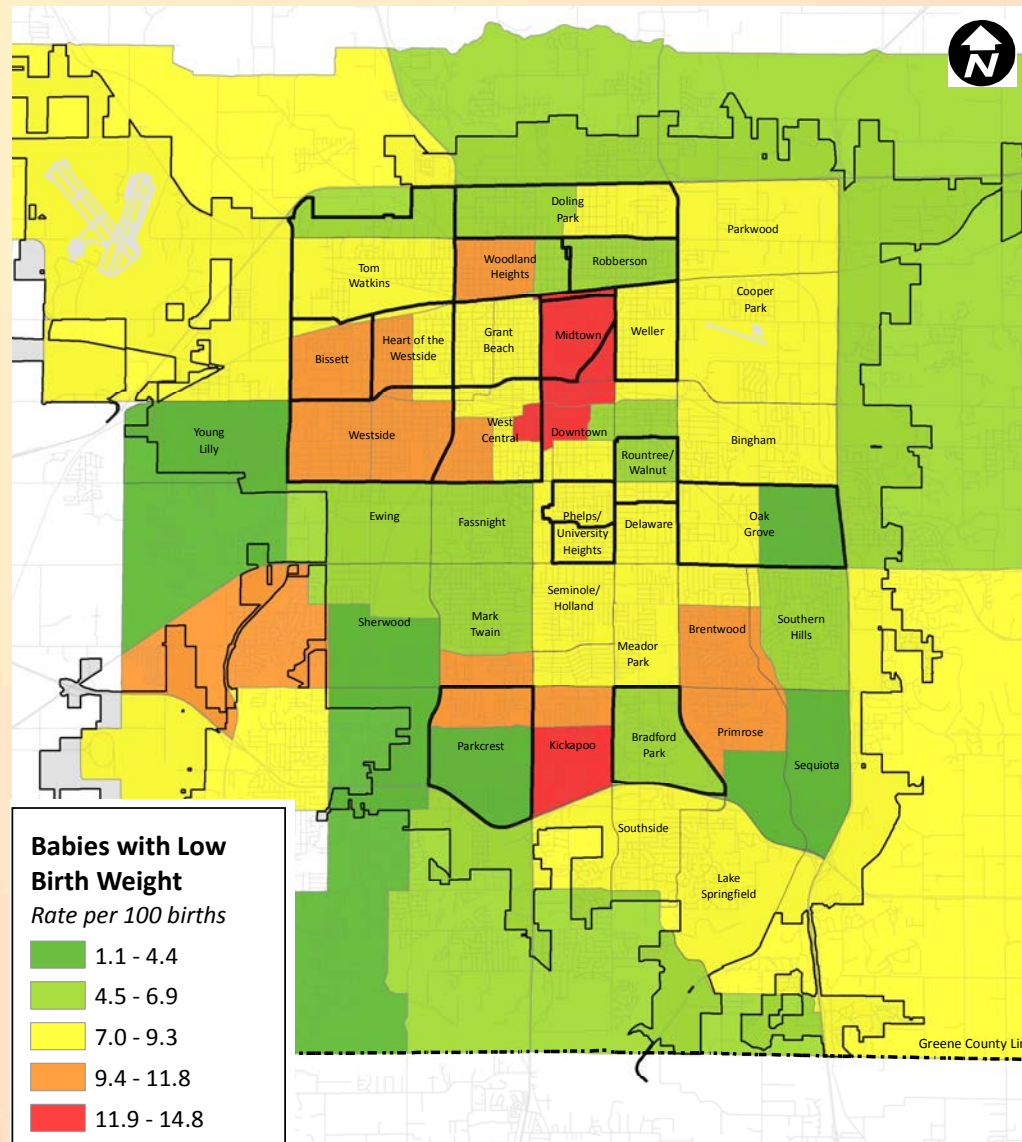 N
Doling
Park
Parkwood
Woodland
Heights
Robberson
Tom
Watkins
Cooper
Park
Grant
Beach
Midtown
Weller
Heart of the
Westside
Bissett
Young
Lilly
Westside
West
Central
Downtown
Bingham
Rountree/
Walnut
Ewing
Fassnight
Phelps/
University
Heights
Delaware
Oak
Grove
Seminole/
Holland
Sherwood
Mark
Twain
Brentwood
Southern
Hills
Meador
Park
Parkcrest
Kickapoo
Bradford
Park
Primrose
Sequiota
Southside
Lake
Springfield
Greene County Lin
Babies with Low
Birth Weight
Rate per 100 births
1.1 - 4.4
4.5 - 6.9
7.0 - 9.3
9.4 - 11.8
11.9 - 14.8